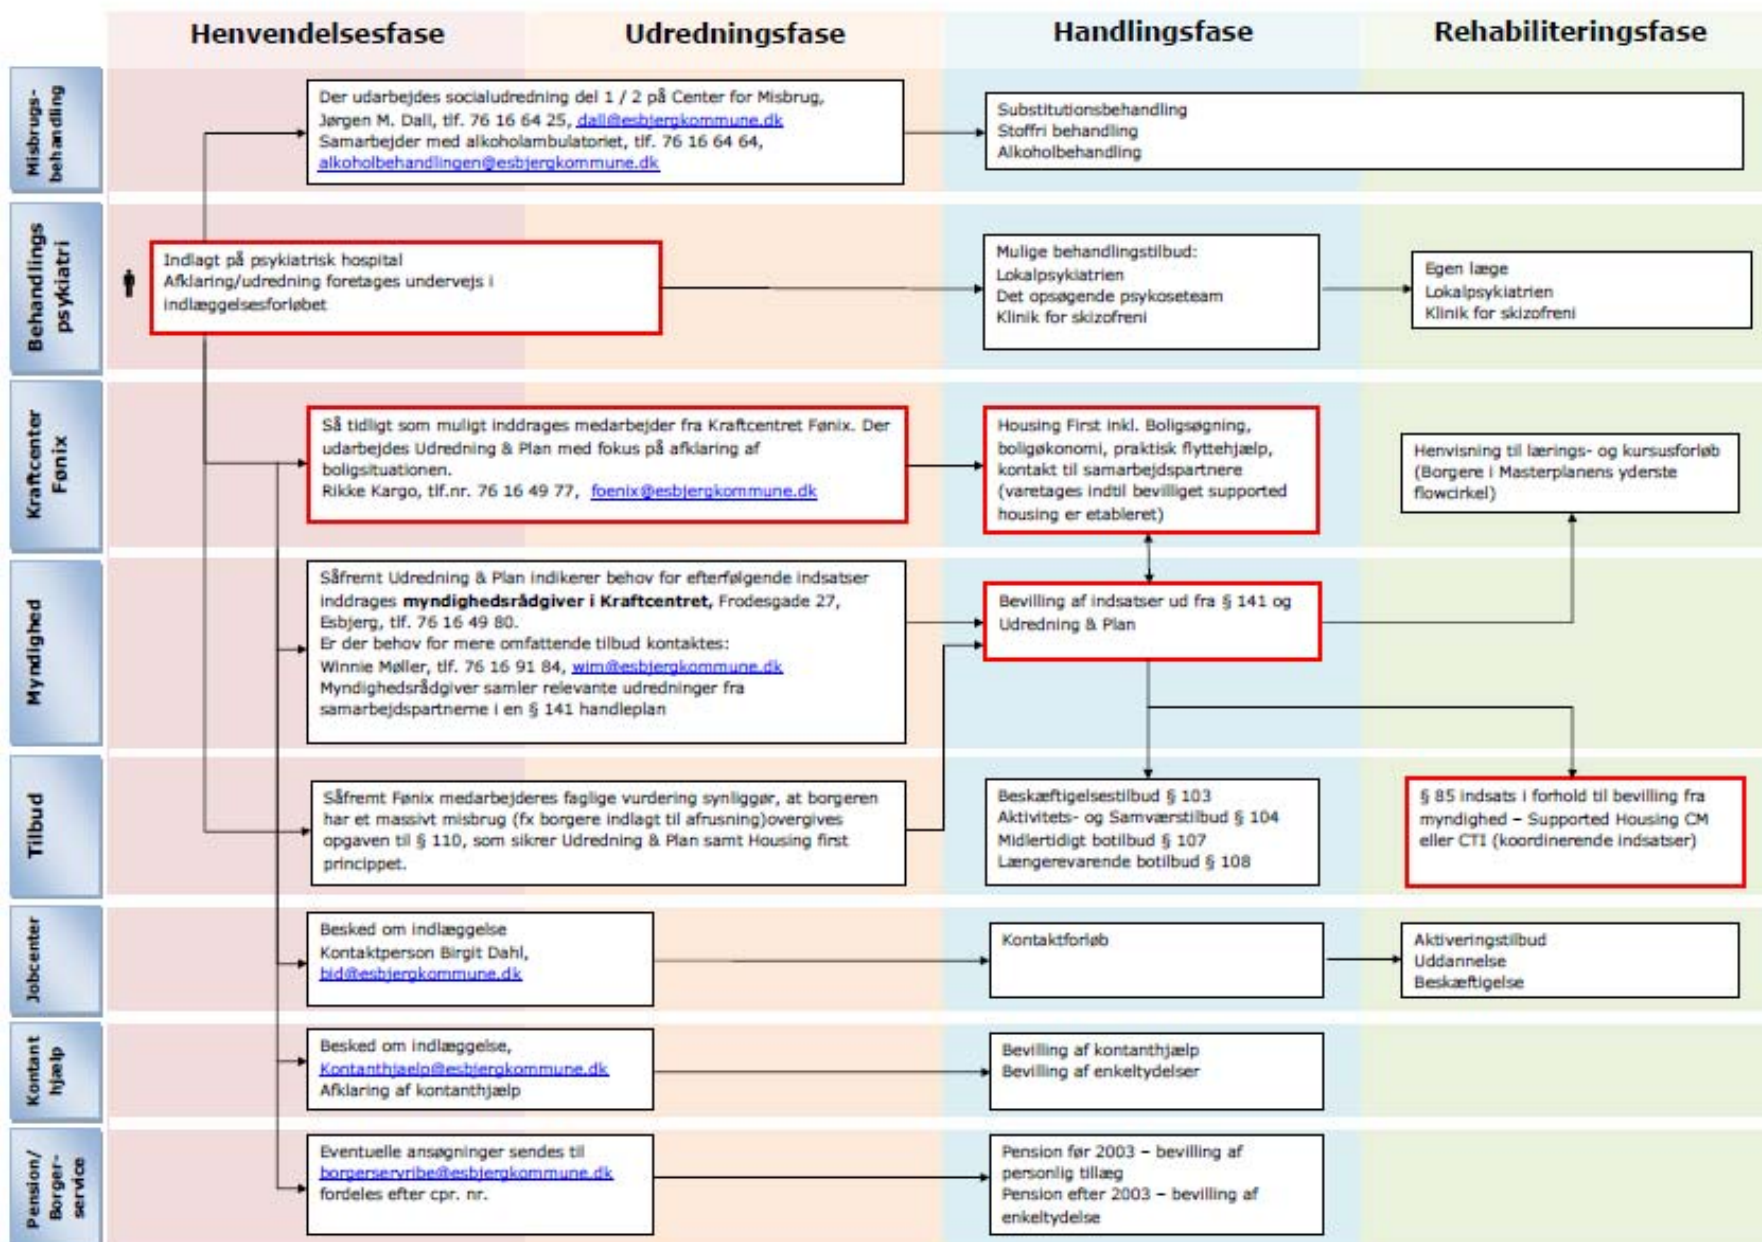 Henvendelsesfase
Udredningsfase
Handlingsfase
Rehabiliteringsfase
Misbrugs-
behandling
Der udarbejdes socialudredning del 1 / 2 på Center for Misbrug,
Jørgen M. Dall, tlf. 76 16 64 25, dall@esbjergkommune.dk
Samarbejder med alkoholambulatoriet, tlf. 76 16 64 64,
alkoholbehandlingen@esbjergkommune.dk
Substitutionsbehandling
Stoffri behandling
Alkoholbehandling
Behandlings
psykiatri
Indlagt på psykiatrisk hospital
Afklaring/udredning foretages undervejs i
indlæggelsesforløbet
Mulige behandlingstilbud:
Lokalpsykiatrien
Det opsøgende psykoseteam
Klinik for skizofreni
Egen læge
Lokalpsykiatrien
Klinik for skizofreni
Kraftcenter
Fønix
Så tidligt som muligt inddrages medarbejder fra Kraftcentret Fønix. Der
udarbejdes Udredning & Plan med fokus på afklaring af
boligsituationen.
Rikke Kargo, tlf.nr. 76 16 49 77, foenix@esbjergkommune.dk
Housing First inkl. Boligsøgning,
boligøkonomi, praktisk flyttehjælp,
kontakt til samarbejdspartnere
(varetages indtil bevilliget supported
housing er etableret)
Henvisning til lærings- og kursusforløb
(Borgere i Masterplanens yderste
flowcirkel)
Myndighed
Såfremt Udredning & Plan indikerer behov for efterfølgende indsatser
inddrages myndighedsrådgiver i Kraftcentret, Frodesgade 27,
Esbjerg, tlf. 76 16 49 80.
Er der behov for mere omfattende tilbud kontaktes:
Winnie Møller, tlf. 76 16 91 84, wim@esbjergkommune.dk
Myndighedsrådgiver samler relevante udredninger fra
samarbejdspartnerne i en § 141 handleplan
Bevilling af indsatser ud fra § 141 og
Udredning & Plan
Tilbud
Såfremt Fønix medarbejderes faglige vurdering synliggør, at borgeren
har et massivt misbrug (fx borgere indlagt til afrusning)overgives
opgaven til § 110, som sikrer Udredning & Plan samt Housing first
princippet.
Beskæftigelsestilbud § 103
Aktivitets- og Samværstilbud § 104
Midlertidigt botilbud § 107
Længerevarende botilbud § 108
§ 85 indsats i forhold til bevilling fra
myndighed – Supported Housing CM
eller CTI (koordinerende indsatser)
Jobcenter
Besked om indlæggelse
Kontaktperson Birgit Dahl,
bid@esbjergkommune.dk
Kontaktforløb
Aktiveringstilbud
Uddannelse
Beskæftigelse
Kontant
hjælp
Besked om indlæggelse,
Kontanthjaelp@esbjergkommune.dk
Afklaring af kontanthjælp
Bevilling af kontanthjælp
Bevilling af enkeltydelser
Pension/
Borger-
service
Eventuelle ansøgninger sendes til
borgerservribe@esbjergkommune.dk
fordeles efter cpr. nr.
Pension før 2003 – bevilling af
personlig tillæg
Pension efter 2003 – bevilling af
enkeltydelse